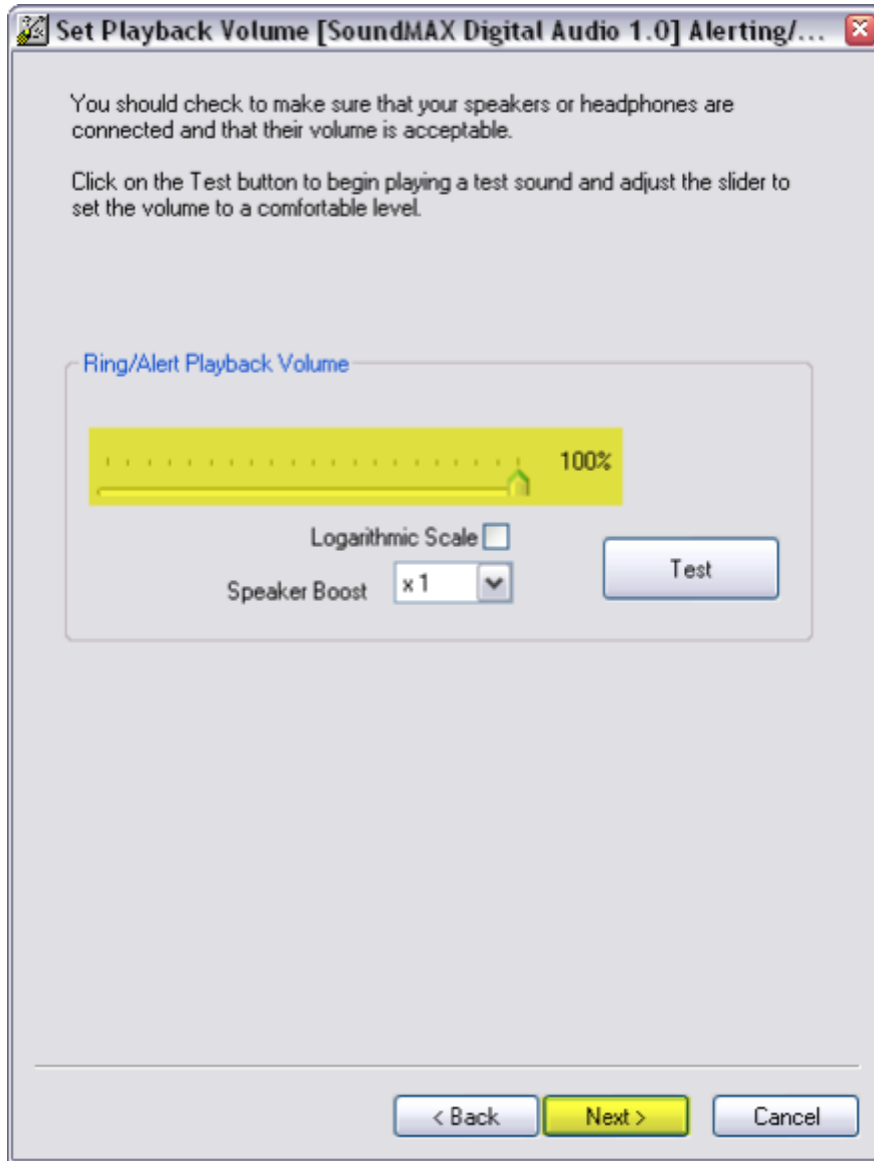 Set Playback Volume [SoundMAX Digital Audio 1.0] Alerting/...
You should check to make sure that your speakers or headphones are
connected and that their volume is acceptable.
Click on the Test button to begin playing a test sound and adjust the slider to
set the volume to a comfortable level.
Ring/Alert Playback Volume
100%
Logarithmic Scale
Speaker Boost x 1
Test
< Back Next > Cancel